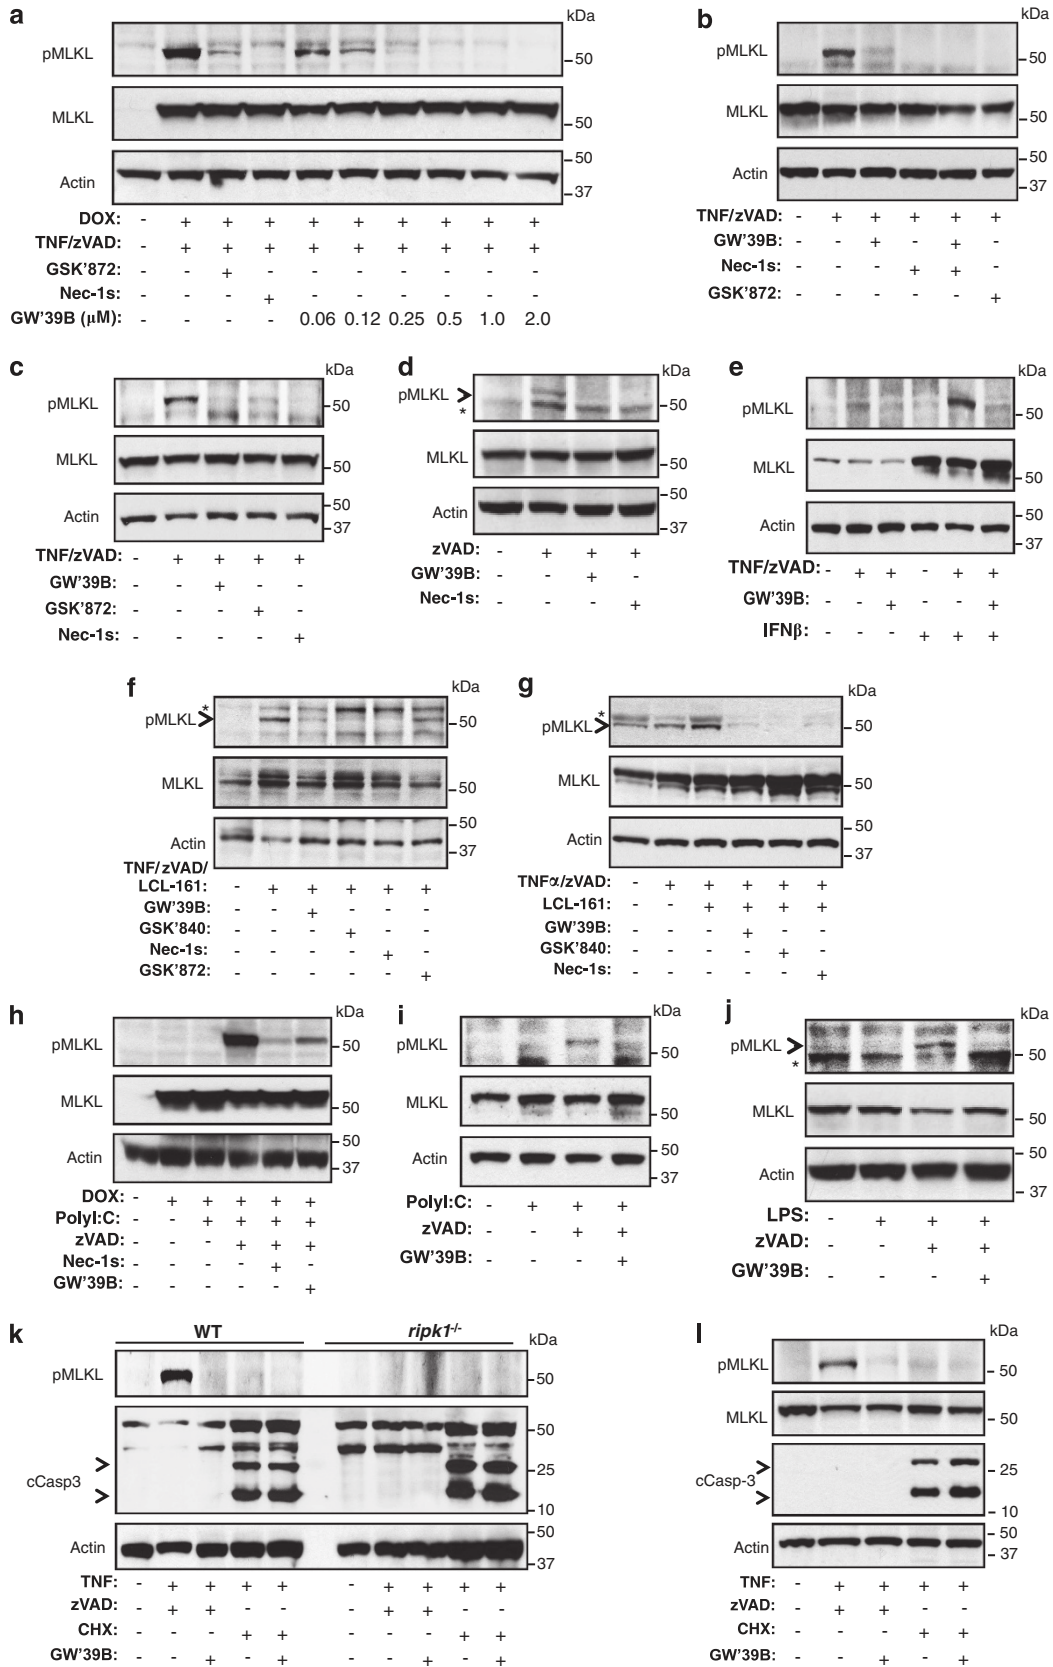 a
kDa
pMLKL
50
MLKL
50
Actin
50
37
DOX: - + + + + + + + + +
TNF/zVAD: - + + + + + + + + +
GSK'872: - - + - - - - - - -
Nec-1s: - - - + - - - - - -
GW'39B (µM): - - - - 0.06 0.12 0.25 0.5 1.0 2.0
b
kDa
pMLKL
50
MLKL
50
Actin
50
37
TNF/zVAD: - + + + + +
GW'39B: - - + - + -
Nec-1s: - - - + + -
GSK'872: - - - - - +
c
kDa
pMLKL
50
MLKL
50
Actin
50
37
TNF/zVAD: - + + + +
GW'39B: - - + - -
GSK'872: - - - + -
Nec-1s: - - - - +
d
kDa
pMLKL
*
50
MLKL
50
Actin
50
37
zVAD: - + + +
GW'39B: - - + -
Nec-1s: - - - +
e
kDa
pMLKL
50
MLKL
50
Actin
50
37
TNF/zVAD: - + + - + +
GW'39B: - - + - - +
IFNβ: - - - + + +
f
kDa
*
pMLKL
50
MLKL
50
Actin
50
37
TNF/zVAD/
LCL-161: - + + + + +
GW'39B: - - + - - -
GSK'840: - - - + - -
Nec-1s: - - - - + -
GSK'872: - - - - - +
g
kDa
*
pMLKL
50
MLKL
50
Actin
50
37
TNFα/zVAD: - + + + + +
LCL-161: - - + + + +
GW'39B: - - - + - -
GSK'840: - - - - + -
Nec-1s: - - - - - +
h
kDa
pMLKL
50
MLKL
50
Actin
50
37
DOX: - + + + + +
PolyI:C: - - + + + +
zVAD: - - - + + +
Nec-1s: - - - - + -
GW'39B: - - - - - +
i
kDa
pMLKL
50
MLKL
50
Actin
50
37
PolyI:C: - + + +
zVAD: - - + +
GW'39B: - - - +
j
kDa
pMLKL
*
50
MLKL
50
Actin
50
37
LPS: - + + +
zVAD: - - + +
GW'39B: - - - +
k
WT
ripk1-/-
kDa
pMLKL
50
50
cCasp3
25
10
Actin
50
37
TNF: - + + + + - + + + +
zVAD: - + + - - - + + - -
CHX: - - - + + - - - + +
GW'39B: - - + - + - - + - +
l
kDa
pMLKL
50
MLKL
50
cCasp-3
25
10
Actin
50
37
TNF: - + + + +
zVAD: - + + - -
CHX: - - - + +
GW'39B: - - + - +